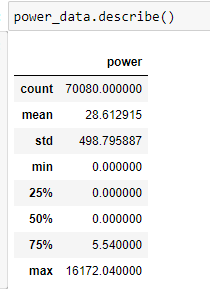 power_data.describe()
power
count 70080.000000
mean 28.612915
std 498.795887
min 0.000000
25% 0.000000
50% 0.000000
75% 5.540000
max 16172.040000